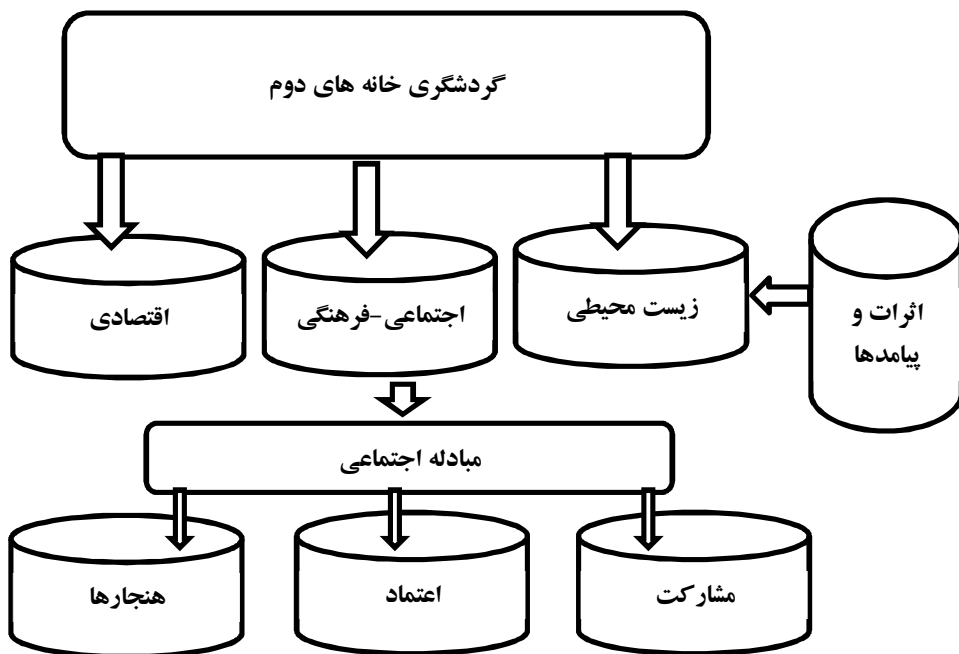 گردشگری خانه های دوم
زیست محیطی
اجتماعی-فرهنگی
اقتصادی
اثرات و
پیامدها
مبادله اجتماعی
مشارکت
اعتماد
هنجارها